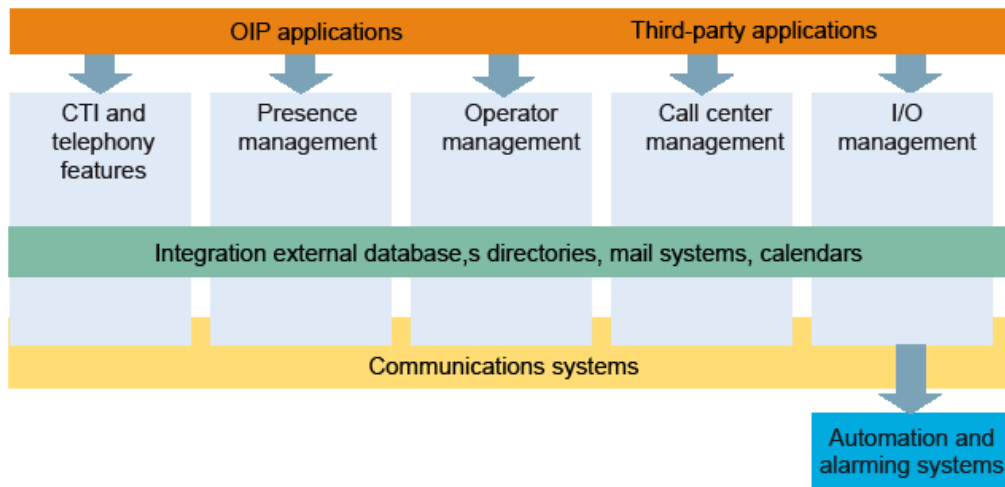 OIP applications
Third-party applications
CTI and
telephony
features
Presence
management
Operator
management
Call center
management
I/O
management
Integration external database,s directories, mail systems, calendars
Communications systems
Automation and
alarming systems